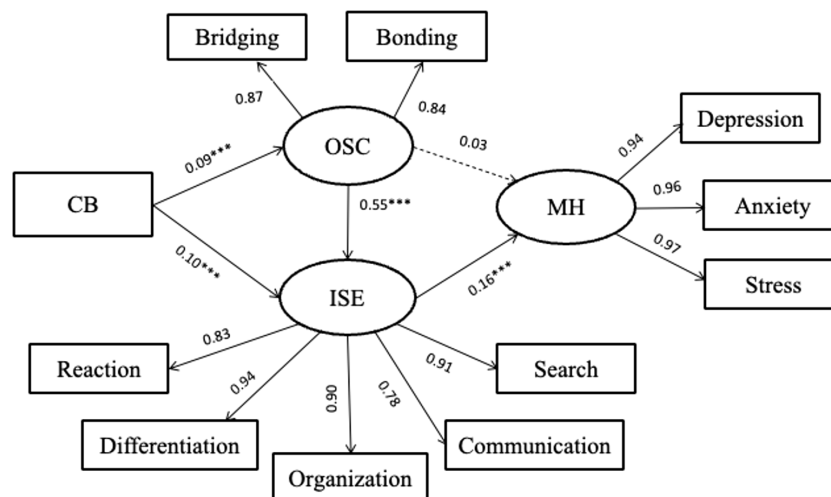 Bridging
Bonding
0.87
0.84
Depression
0.09***
OSC
0.03
0.94
CB
0.55***
MH
0.96
Anxiety
0.10***
0.97
ISE
0.16***
Stress
0.83
0.91
Reaction
0.94
0.90
0.78
Search
Differentiation
Communication
Organization